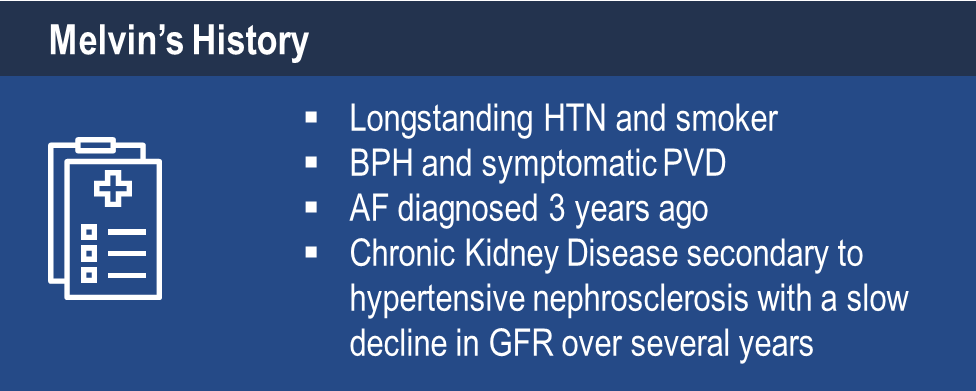 Melvin's History
▪ Longstanding HTN and smoker
▪ BPH and symptomatic PVD
▪ AF diagnosed 3 years ago
▪ Chronic Kidney Disease secondary to
hypertensive nephrosclerosis with a slow
decline in GFR over several years